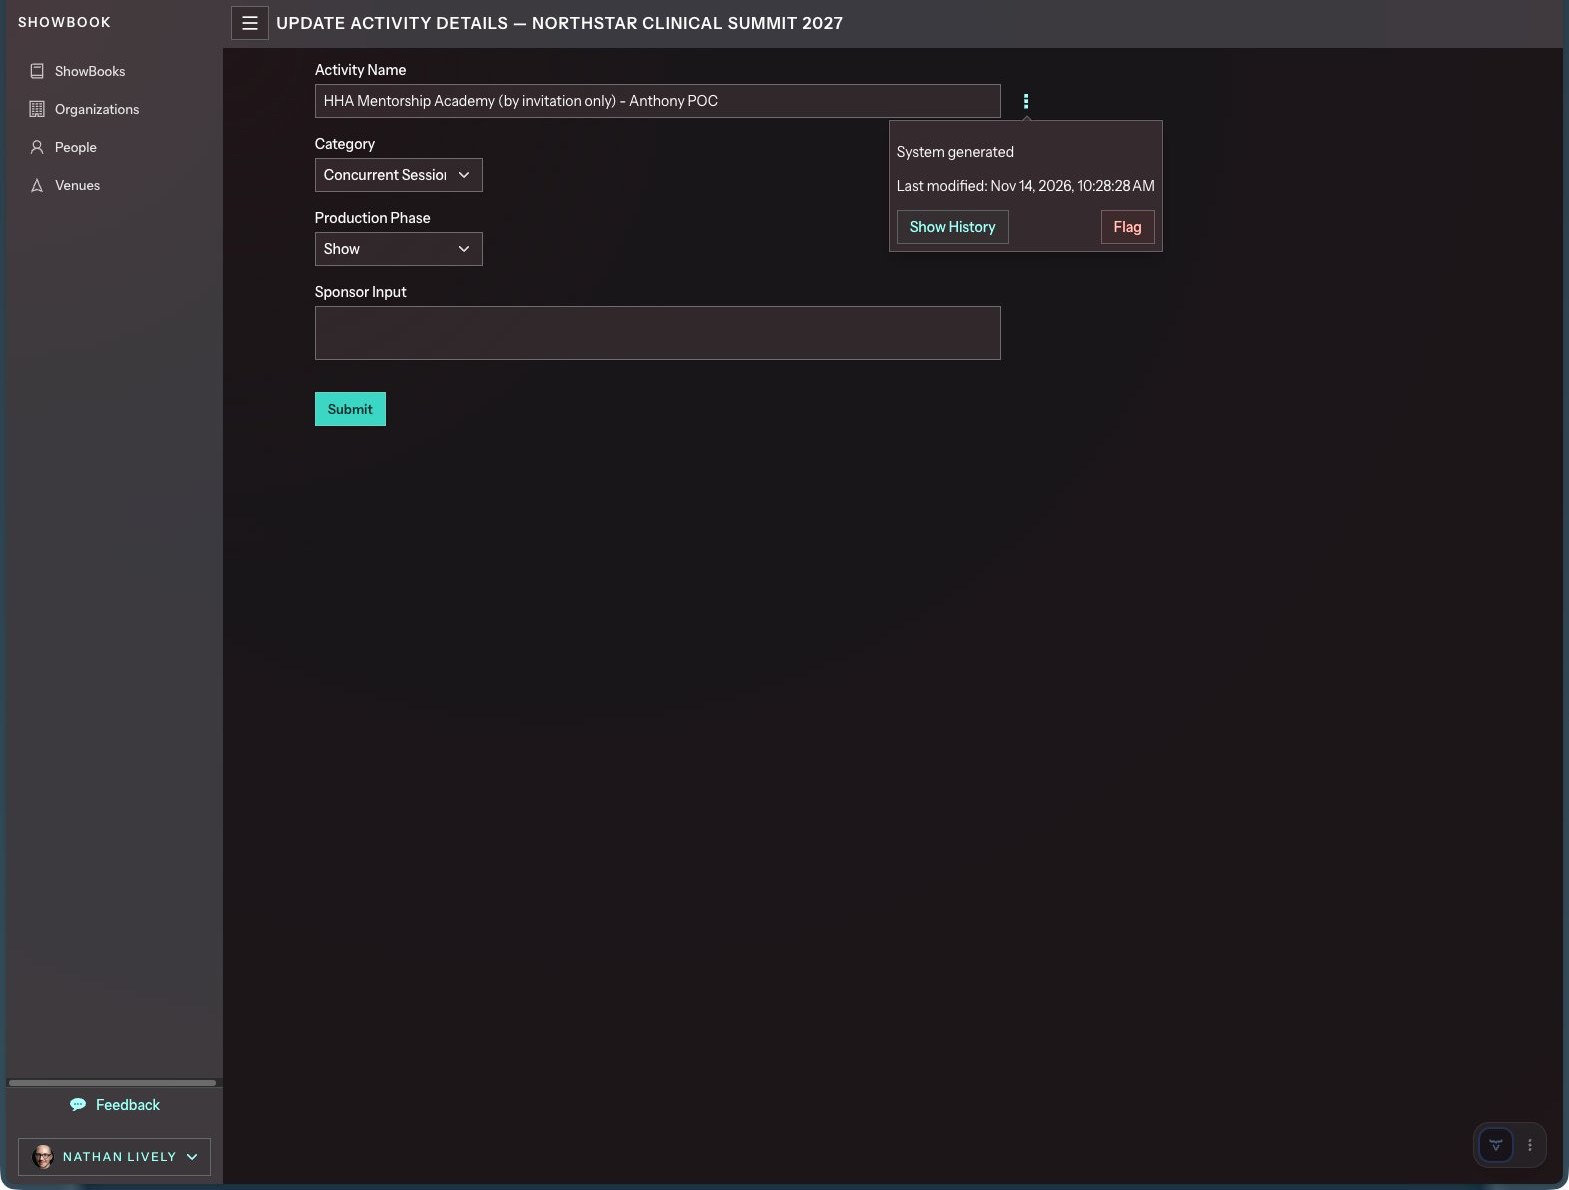 SHOWBOOK
ShowBooks
Organizations
People
Venues
UPDATE ACTIVITY DETAILS — NORTHSTAR CLINICAL SUMMIT 2027
Activity Name
HHA Mentorship Academy (by invitation only) - Anthony POC
System generated
Last modified: Nov 14, 2026, 10:28:28 AM
Show History
Flag
Category
Concurrent Session
Production Phase
Show
Sponsor Input
Submit
Feedback
NATHAN LIVELY